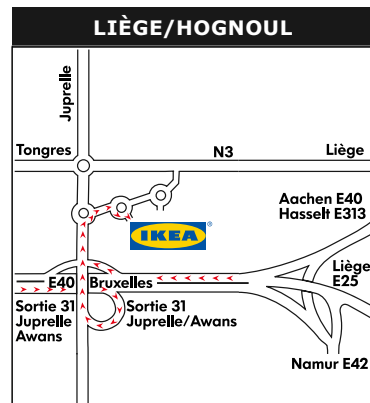 LIÈGE/HOGNOUL
Juprelle
Tongres
N3
Liège
Aachen E40
Hasselt E313
IKEA®
Liège
E25
E40
Bruxelles
Sortie 31
Juprelle
Awans
Sortie 31
Juprelle/Awans
Namur E42